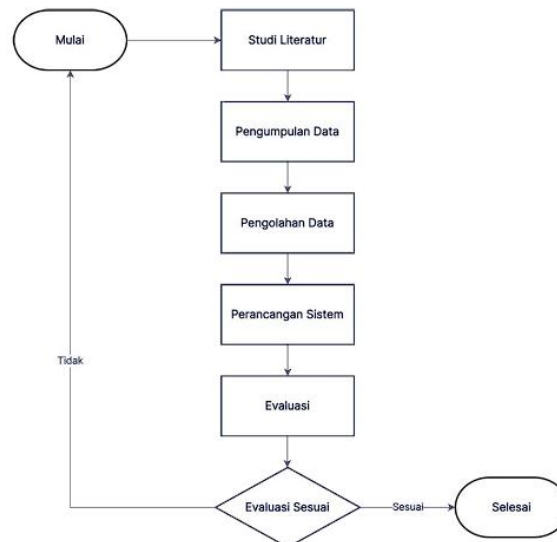 Mulai
Studi Literatur
Pengumpulan Data
Pengolahan Data
Perancangan Sistem
Tidak
Evaluasi
Evaluasi Sesuai
Sesuai
Selesai